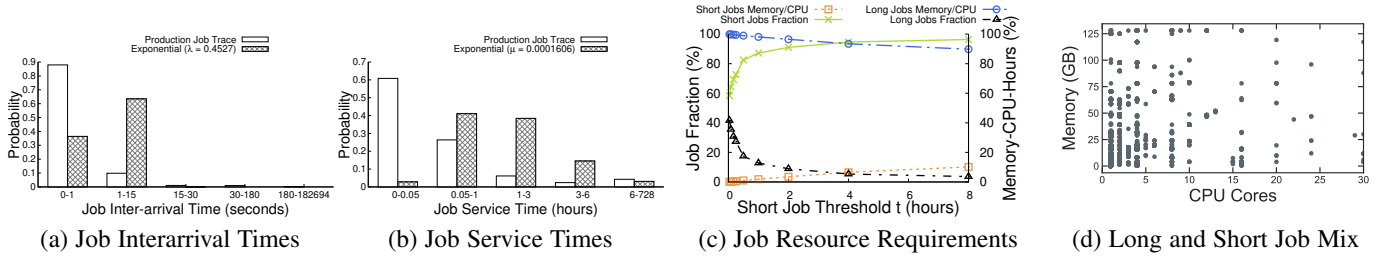 Production Job Trace
Exponential (λ = 0.4527)
Probability
0.9
0.8
0.7
0.6
0.5
0.4
0.3
0.2
0.1
0
0-1 1-15 15-30 30-180 180-182694
Job Inter-arrival Time (seconds)
(a) Job Interarrival Times
Production Job Trace
Exponential (μ = 0.0001606)
Probability
0.7
0.6
0.5
0.4
0.3
0.2
0.1
0
0-0.05 0.05-1 1-3 3-6 6-728
Job Service Time (hours)
(b) Job Service Times
Short Jobs Memory/CPU Long Jobs Memory/CPU
Short Jobs Fraction Long Jobs Fraction
Job Fraction (%)
100
80
60
40
20
0
0 2 4 6 8
100
80
60
40
20
0
Memory-CPU-Hours (%)
Short Job Threshold t (hours)
(c) Job Resource Requirements
Memory (GB)
125
100
75
50
25
0
0 5 10 15 20 25 30
CPU Cores
(d) Long and Short Job Mix